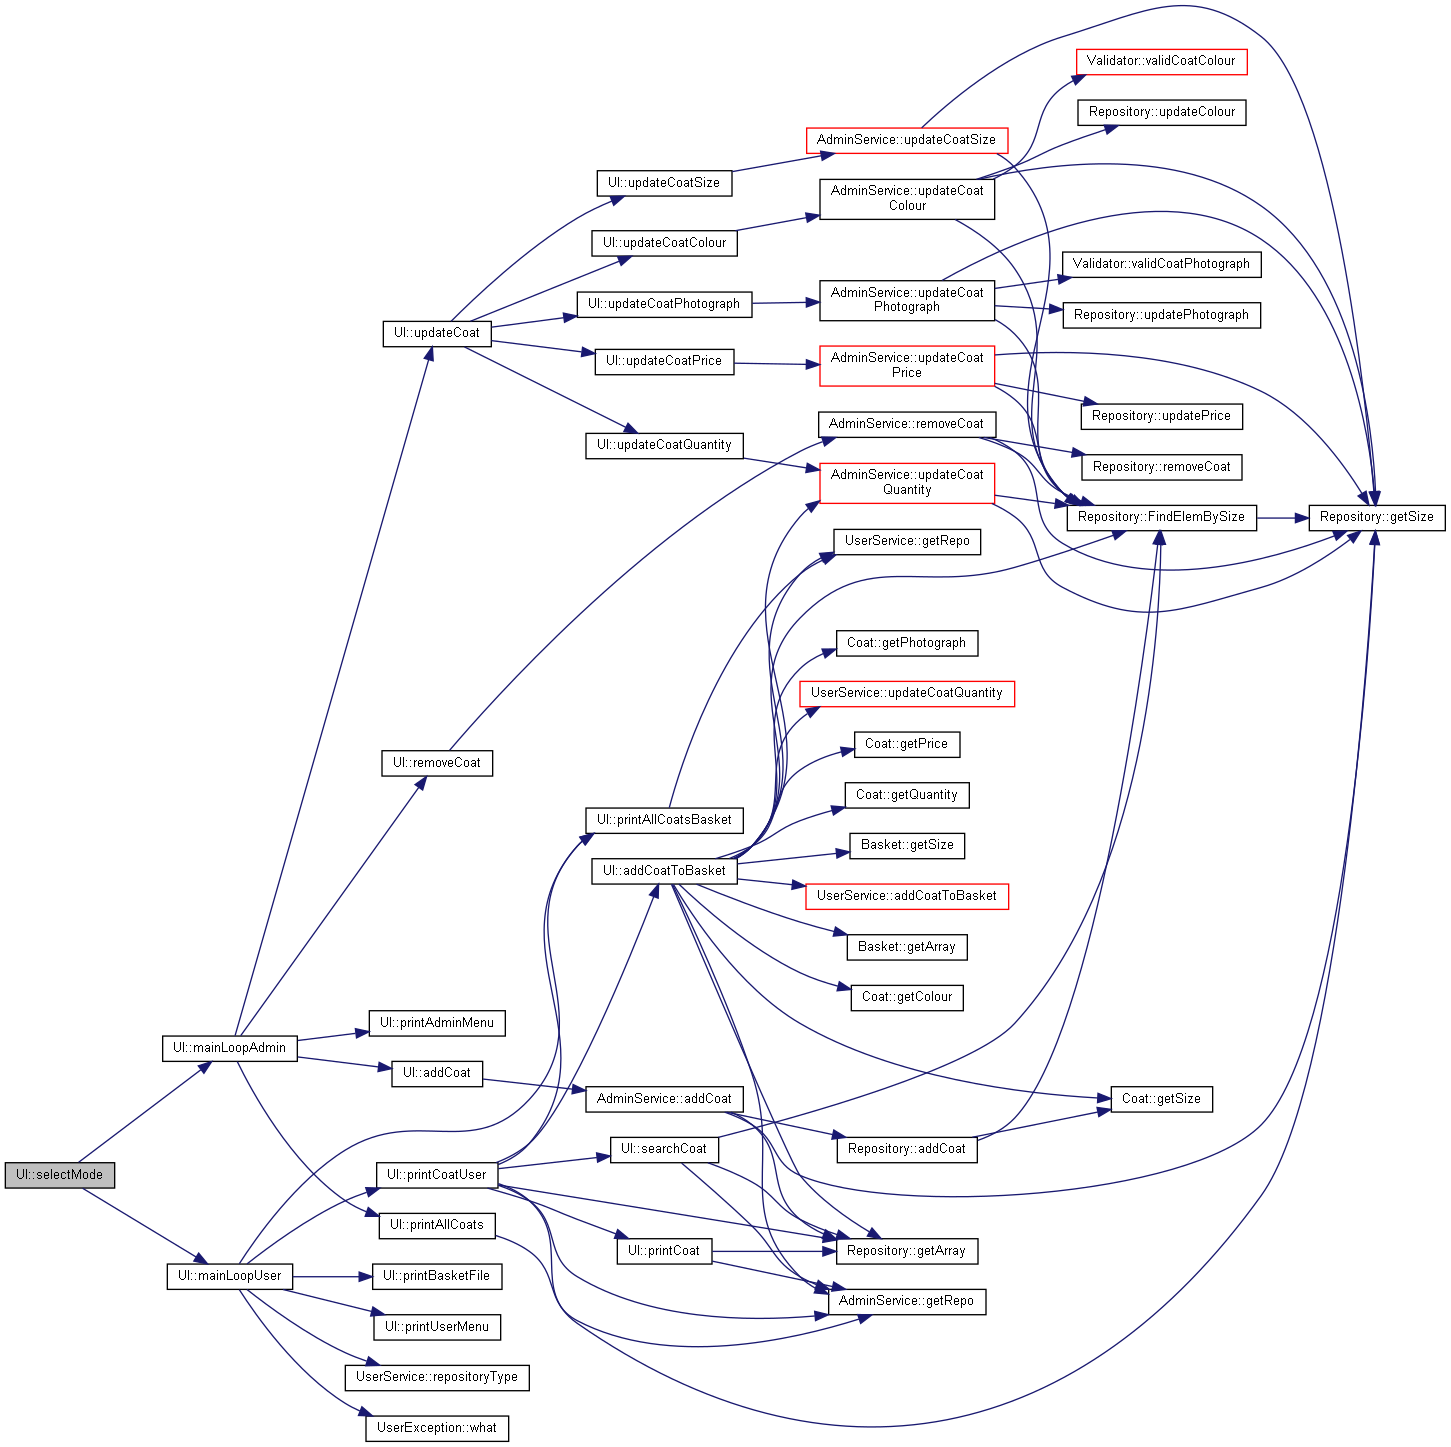 UI::selectMode
UI::mainLoopAdmin
UI::mainLoopUser
UI::updateCoat
UI::removeCoat
UI::printAdminMenu
UI::addCoat
UI::printCoatUser
UI::printAllCoats
UI::printBasketFile
UI::printUserMenu
UserService::repositoryType
UserException::what
UI::updateCoatSize
UI::updateCoatColour
UI::updateCoatPhotograph
UI::updateCoatPrice
UI::updateCoatQuantity
UI::printAllCoatsBasket
UI::addCoatToBasket
AdminService::addCoat
UI::searchCoat
UI::printCoat
AdminService::updateCoatSize
AdminService::updateCoat
Colour
AdminService::updateCoat
Photograph
AdminService::updateCoat
Price
AdminService::removeCoat
AdminService::updateCoat
Quantity
UserService::getRepo
Coat::getPhotograph
UserService::updateCoatQuantity
Coat::getPrice
Coat::getQuantity
Basket::getSize
UserService::addCoatToBasket
Basket::getArray
Coat::getColour
Repository::addCoat
Repository::getArray
AdminService::getRepo
Validator::validCoatColour
Repository::updateColour
Validator::validCoatPhotograph
Repository::updatePhotograph
Repository::updatePrice
Repository::removeCoat
Repository::FindElemBySize
Coat::getSize
Repository::getSize